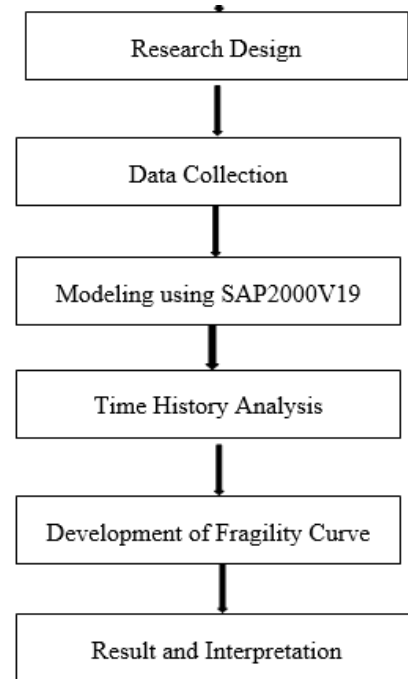 Research Design
Data Collection
Modeling using SAP2000V19
Time History Analysis
Development of Fragility Curve
Result and Interpretation